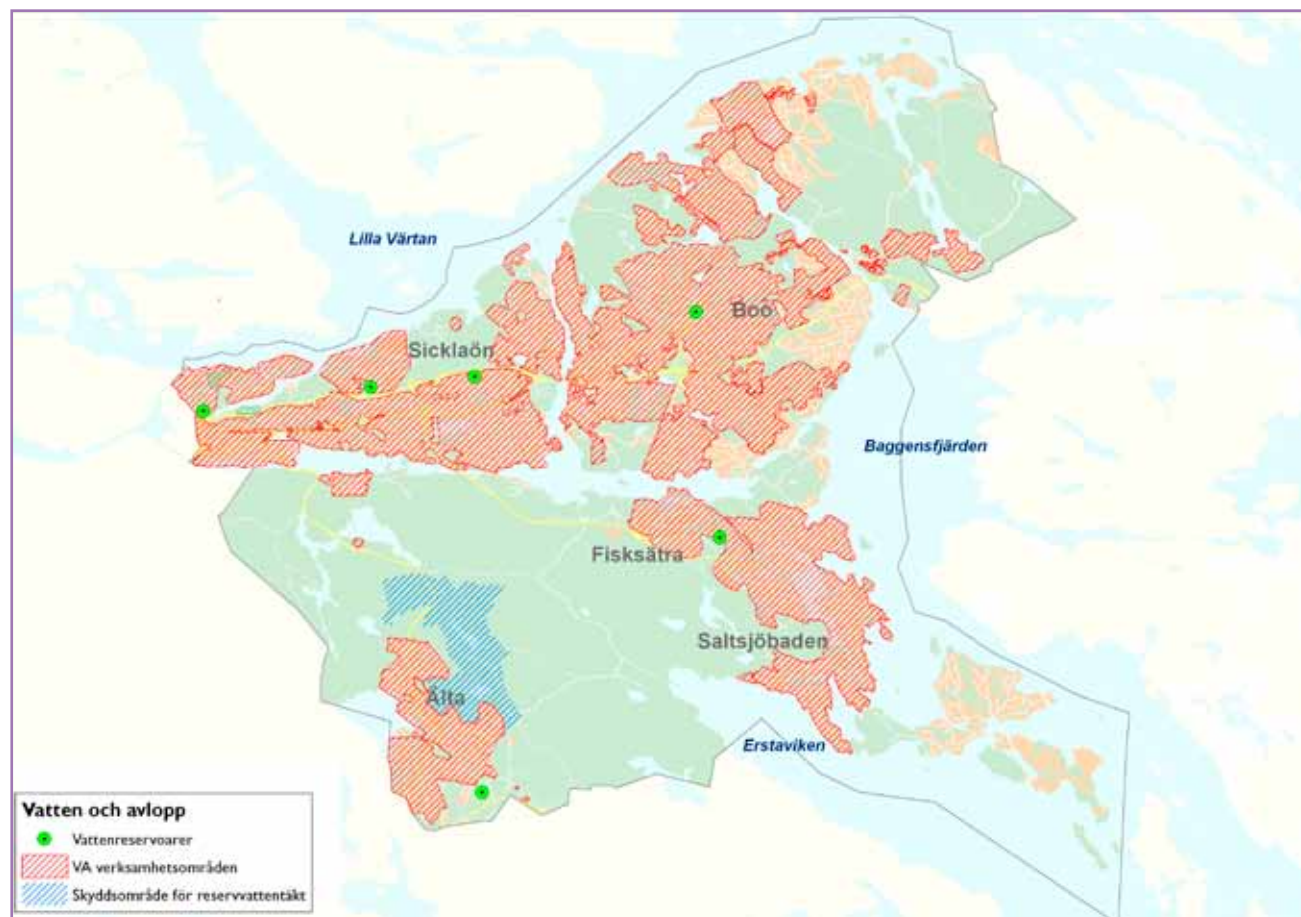 Lilla Värtan
Boo
Sicklaön
Baggensfjärden
Fisksätra
Saltsjöbaden
Älta
Erstaviken
Vatten och avlopp
Vattenreservoarer
VA verksamhetsområden
Skyddsområde för reservvattentäkt